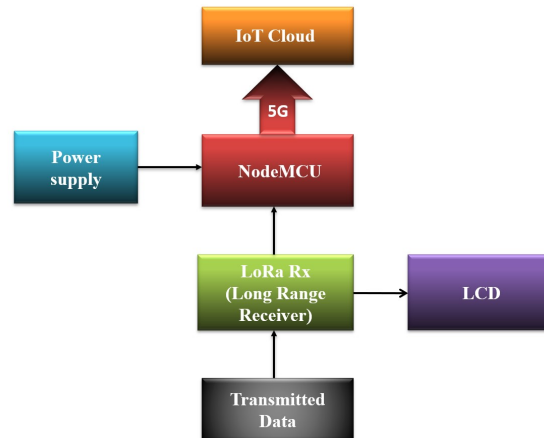 IoT Cloud
5G
Power
supply
NodeMCU
LoRa Rx
(Long Range
Receiver)
LCD
Transmitted
Data